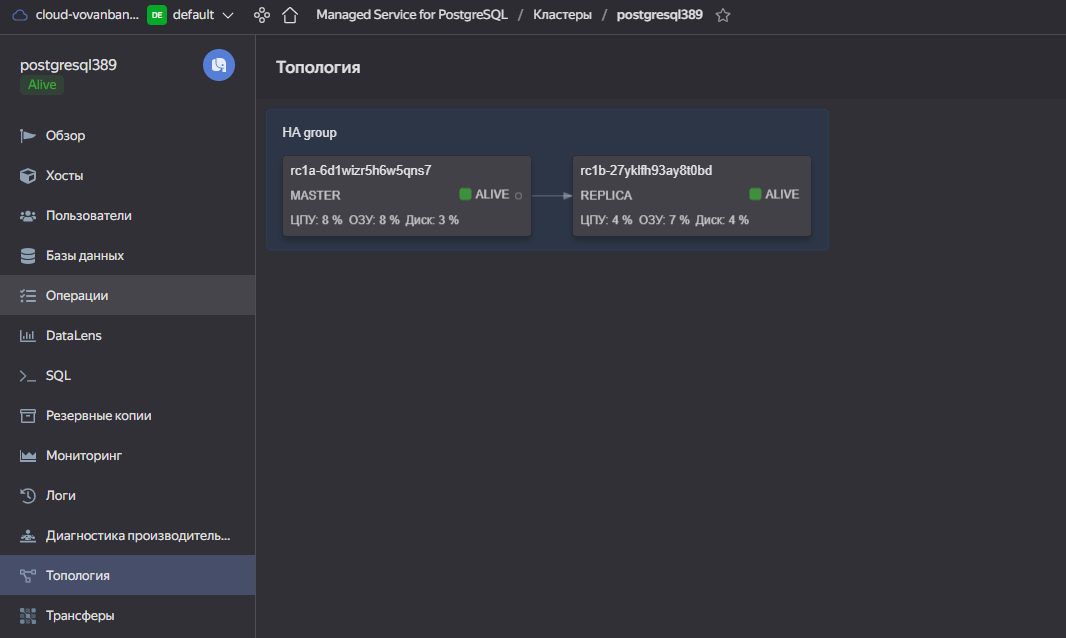 cloud-vovanban... DE default Managed Service for PostgreSQL / Кластеры / postgresql389
postgresql389
Alive
Обзор
Хосты
Пользователи
Базы данных
Операции
DataLens
SQL
Резервные копии
Мониторинг
Логи
Диагностика производитель...
Топология
Трансферы
Топология
HA group
rc1a-6d1wizr5h6w5qns7
MASTER ALIVE
ЦПУ: 8 % ОЗУ: 8 % Диск: 3 %
rc1b-27yklfh93ay8t0bd
REPLICA ALIVE
ЦПУ: 4 % ОЗУ: 7 % Диск: 4 %